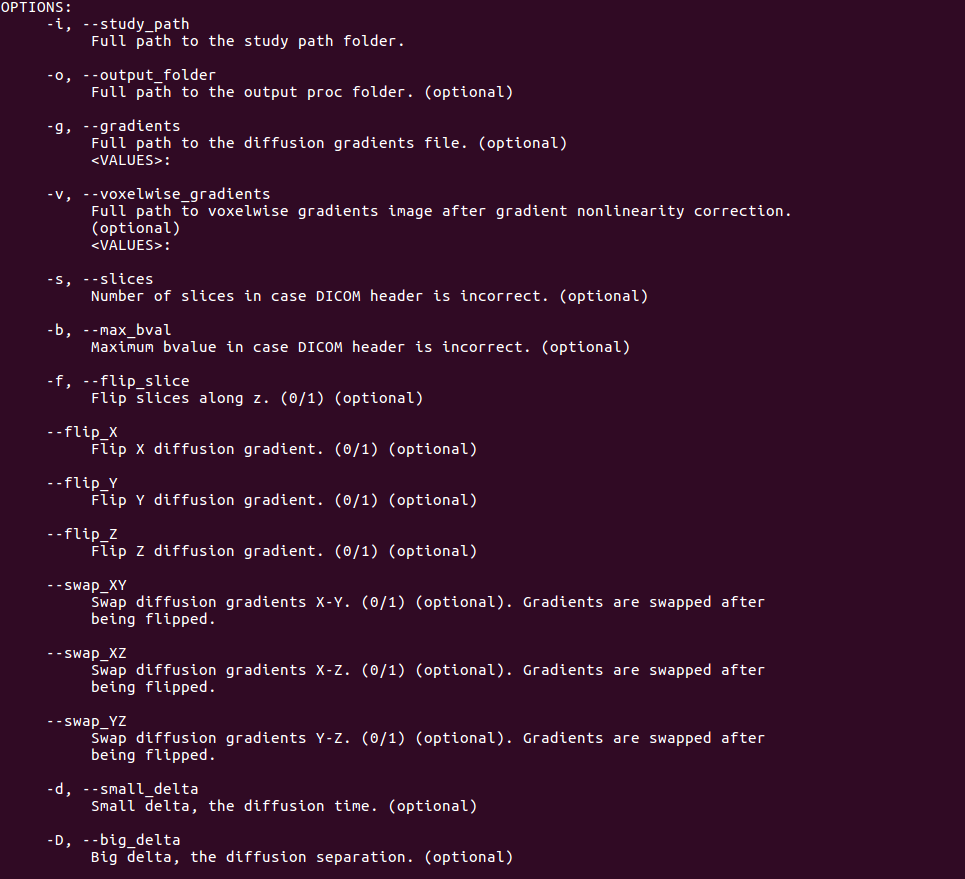 OPTIONS:
-i, --study_path
Full path to the study path folder.
-o, --output_folder
Full path to the output proc folder. (optional)
-g, --gradients
Full path to the diffusion gradients file. (optional)
<VALUES>:
-v, --voxelwise_gradients
Full path to voxelwise gradients image after gradient nonlinearity correction.
(optional)
<VALUES>:
-s, --slices
Number of slices in case DICOM header is incorrect. (optional)
-b, --max_bval
Maximum bvalue in case DICOM header is incorrect. (optional)
-f, --flip_slice
Flip slices along z. (0/1) (optional)
--flip_X
Flip X diffusion gradient. (0/1) (optional)
--flip_Y
Flip Y diffusion gradient. (0/1) (optional)
--flip_Z
Flip Z diffusion gradient. (0/1) (optional)
--swap_XY
Swap diffusion gradients X-Y. (0/1) (optional). Gradients are swapped after
being flipped.
--swap_XZ
Swap diffusion gradients X-Z. (0/1) (optional). Gradients are swapped after
being flipped.
--swap_YZ
Swap diffusion gradients Y-Z. (0/1) (optional). Gradients are swapped after
being flipped.
-d, --small_delta
Small delta, the diffusion time. (optional)
-D, --big_delta
Big delta, the diffusion separation. (optional)